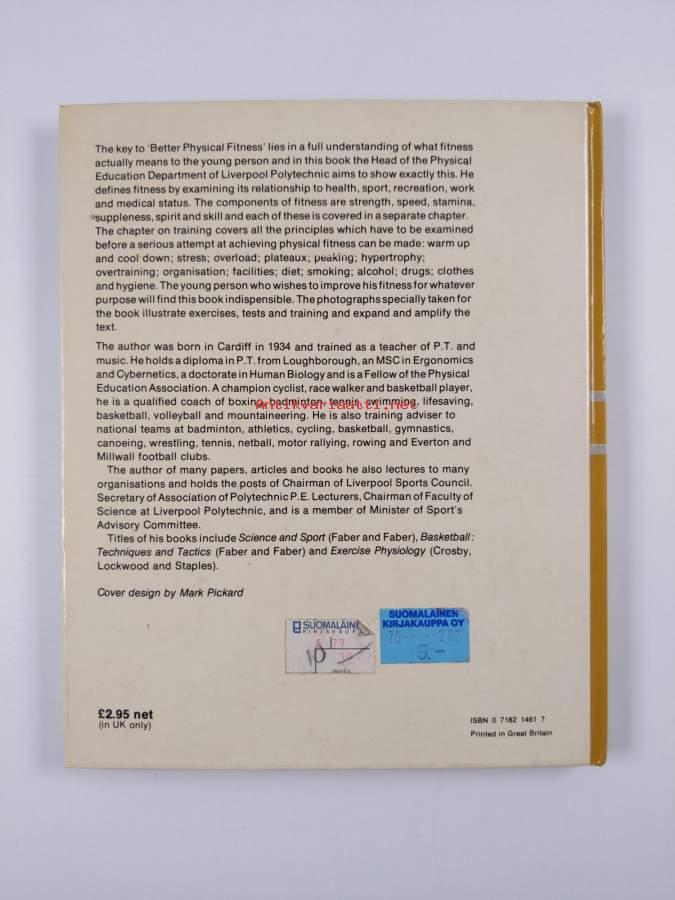 The key to 'Better Physical Fitness' lies in a full understanding of what fitness
actually means to the young person and in this book the Head of the Physical
Education Department of Liverpool Polytechnic aims to show exactly this. He
defines fitness by examining its relationship to health, sport, recreation, work
and medical status. The components of fitness are strength, speed, stamina,
suppleness, spirit and skill and each of these is covered in a separate chapter.
The chapter on training covers all the principles which have to be examined
before a serious attempt at achieving physical fitness can be made: warm up
and cool down; stress; overload; plateaux; peaking; hypertrophy;
overtraining; organisation; facilities; diet; smoking; alcohol; drugs; clothes
and hygiene. The young person who wishes to improve his fitness for whatever
purpose will find this book indispensible. The photographs specially taken for
the book illustrate exercises, tests and training and expand and amplify the
text.
The author was born in Cardiff in 1934 and trained as a teacher of P.T. and
music. He holds a diploma in P.T. from Loughborough, an MSC in Ergonomics
and Cybernetics, a doctorate in Human Biology and is a Fellow of the Physical
Education Association. A champion cyclist, race walker and basketball player,
he is a qualified coach of boxing, badminton, tennis, swimming, lifesaving,
Antikvariaatti.net
basketball, volleyball and mountaineering. He is also training adviser to
national teams at badminton, athletics, cycling, basketball, gymnastics,
canoeing, wrestling, tennis, netball, motor rallying, rowing and Everton and
Millwall football clubs.
The author of many papers, articles and books he also lectures to many
organisations and holds the posts of Chairman of Liverpool Sports Council.
Secretary of Association of Polytechnic P.E. Lecturers, Chairman of Faculty of
Science at Liverpool Polytechnic, and is a member of Minister of Sport's
Advisory Committee.
Titles of his books include Science and Sport (Faber and Faber), Basketball:
Techniques and Tactics (Faber and Faber) and Exercise Physiology (Crosby,
Lockwood and Staples).
Cover design by Mark Pickard
SUOMALAINEN
KIRJAKAUPPA OY
5.—
SUOMALAINE
KIRJAKAUP
10 —
£2.95 net
(in UK only)
ISBN 0 7182 1461 7
Printed in Great Britain